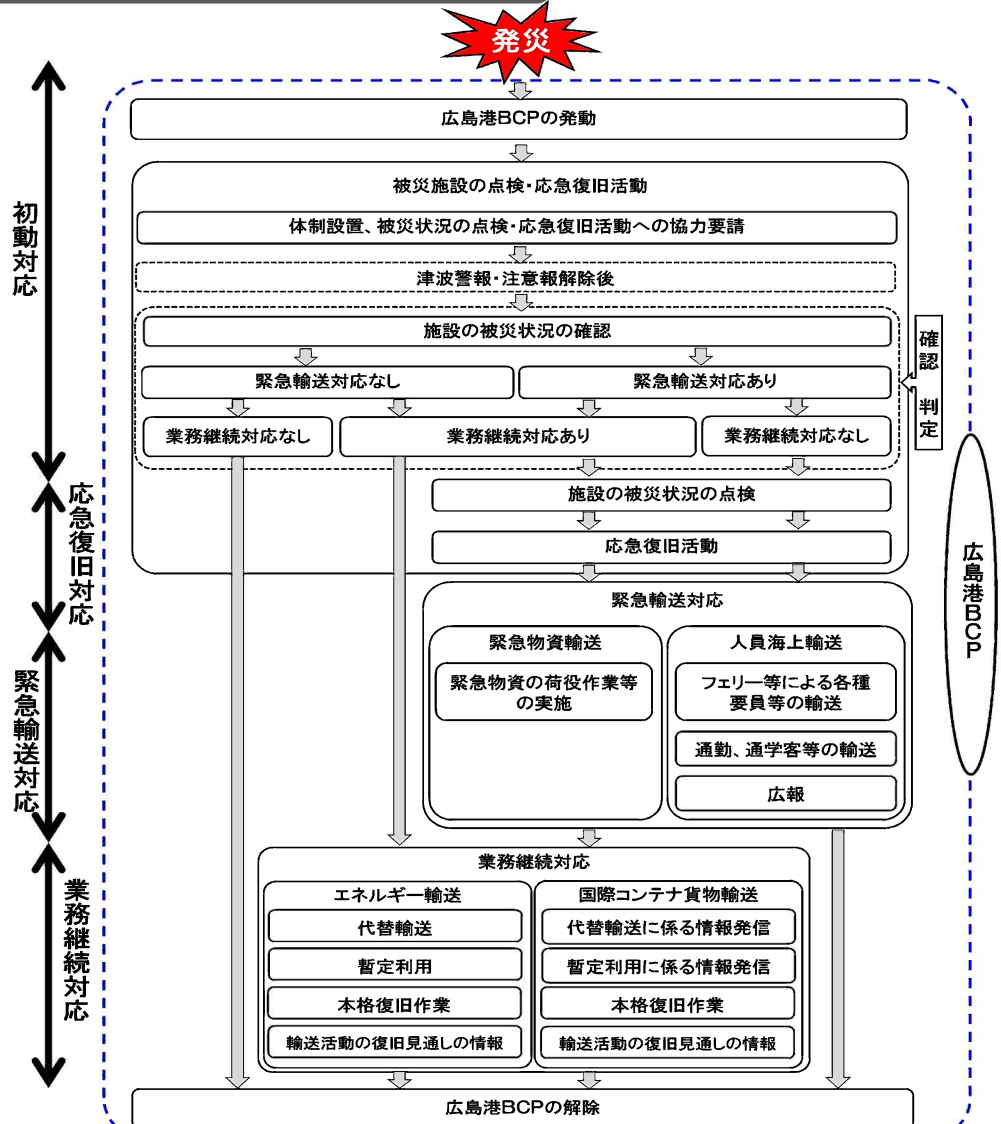 発災
広島港BCPの発動
被災施設の点検・応急復旧活動
体制設置、被災状況の点検・応急復旧活動への協力要請
津波警報・注意報解除後
施設の被災状況の確認
緊急輸送対応なし
緊急輸送対応あり
業務継続対応なし
業務継続対応あり
業務継続対応なし
確認 判定
施設の被災状況の点検
応急復旧活動
緊急輸送対応
緊急物資輸送
緊急物資の荷役作業等
の実施
人員海上輸送
フェリー等による各種
要員等の輸送
通勤、通学客等の輸送
広報
業務継続対応
エネルギー輸送
代替輸送
暫定利用
本格復旧作業
輸送活動の復旧見通しの情報
国際コンテナ貨物輸送
代替輸送に係る情報発信
暫定利用に係る情報発信
本格復旧作業
輸送活動の復旧見通しの情報
広島港BCPの解除
初動対応
応急復旧対応
緊急輸送対応
業務継続対応
広島港BCP